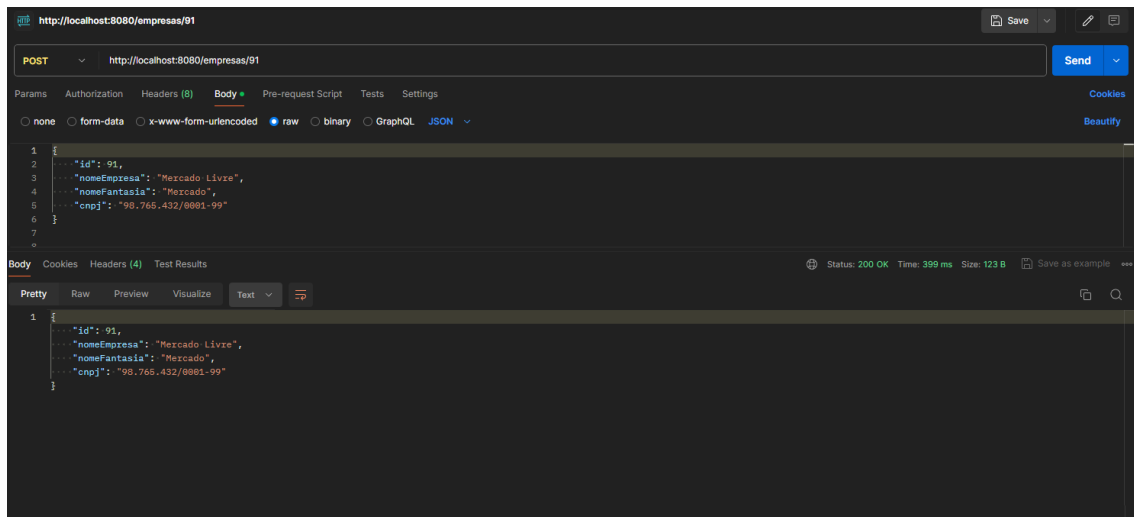 HTTP http://localhost:8080/empresas/91 Save
POST http://localhost:8080/empresas/91 Send
Params Authorization Headers (8) Body Pre-request Script Tests Settings Cookies
none form-data x-www-form-urlencoded raw binary GraphQL JSON Beautify
1 {
2 "id": 91,
3 "nomeEmpresa": "Mercado Livre",
4 "nomeFantasia": "Mercado",
5 "cnpj": "98.765.432/0001-99"
6 }
7
8
Body Cookies Headers (4) Test Results Status: 200 OK Time: 399 ms Size: 123 B Save as example
Pretty Raw Preview Visualize Text
1 {
"id": 91,
"nomeEmpresa": "Mercado Livre",
"nomeFantasia": "Mercado",
"cnpj": "98.765.432/0001-99"
}